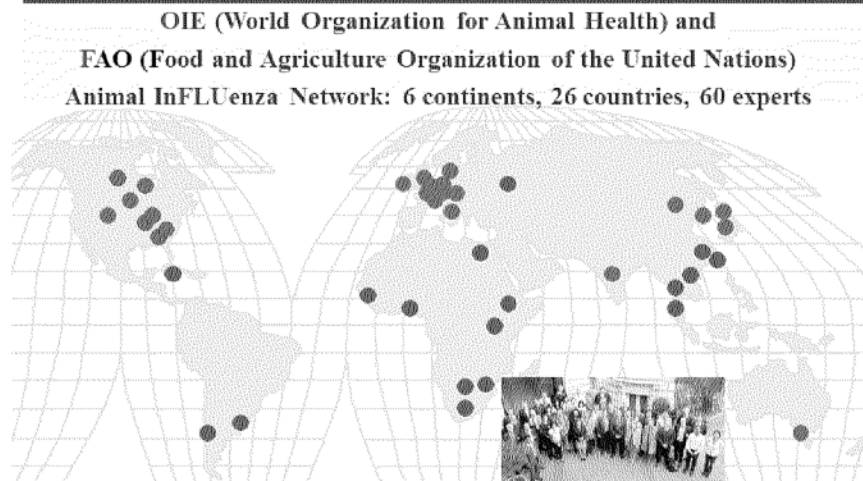 OIE (World Organization for Animal Health) and
FAO (Food and Agriculture Organization of the United Nations)
Animal InFLUenza Network: 6 continents, 26 countries, 60 experts